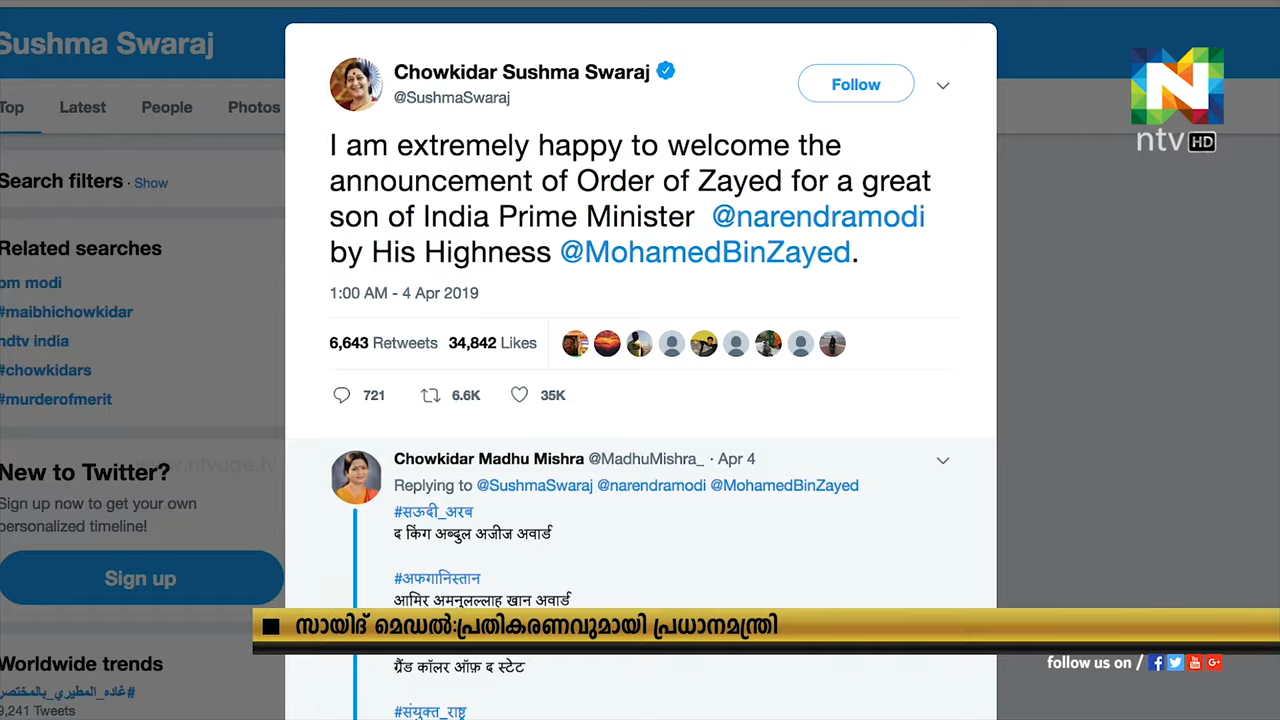 Sushma Swaraj
Top Latest People Photos
Search filters · Show
Related searches
pm modi
#maibhichowkidar
ndtv india
#chowkidars
#murderofmerit
New to Twitter?
Sign up now to get your own
personalized timeline!
Sign up
Worldwide trends
#غاده_المطيري_بالمختصر
9,241 Tweets
Chowkidar Sushma Swaraj
@SushmaSwaraj
Follow
I am extremely happy to welcome the
announcement of Order of Zayed for a great
son of India Prime Minister @narendramodi
by His Highness @MohamedBinZayed.
1:00 AM - 4 Apr 2019
6,643 Retweets 34,842 Likes
721 6.6K 35K
Chowkidar Madhu Mishra @MadhuMishra_ · Apr 4
Replying to @SushmaSwaraj @narendramodi @MohamedBinZayed
#सऊदी_अरब
द किंग अब्दुल अजीज अवार्ड
#अफगानिस्तान
आमिर अमनुलल्लाह खान अवार्ड
सायിദ് മെഡൽ:പ്രതികരണവുമായി പ്രധാനമന്ത്രി
ग्रैंड कॉलर ऑफ़ द स्टेट
#संयुक्त_राष्ट्र
N
ntv HD
www.ntvuae.tv
follow us on /